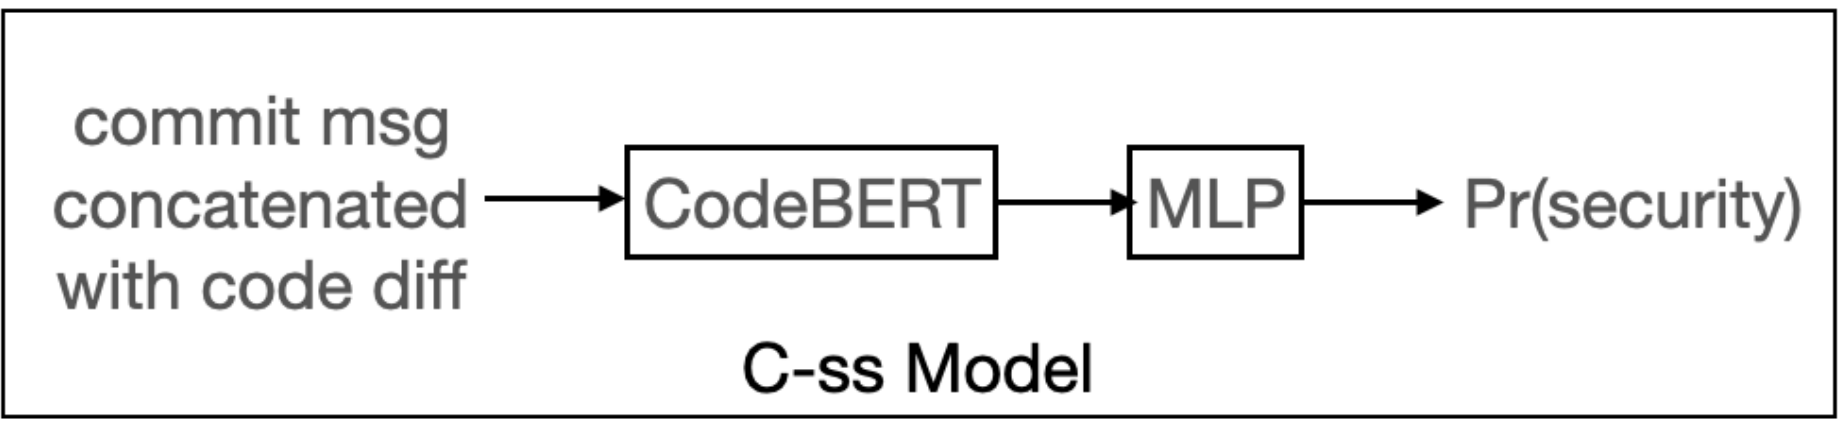 commit msg
concatenated
with code diff
CodeBERT
MLP
Pr(security)
C-ss Model